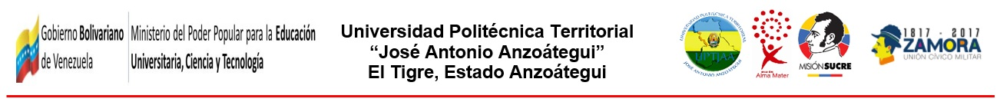 Gobierno Bolivariano
de Venezuela
Ministerio del Poder Popular para la Educación
Universitaria, Ciencia y Tecnología
Universidad Politécnica Territorial
“José Antonio Anzoátegui”
El Tigre, Estado Anzoátegui
UNIVERSIDAD POLITÉCNICA TERRITORIAL
UPTJAA
JOSÉ ANTONIO ANZOÁTEGUI
Alma Mater
MISIÓN SUCRE
1817 - 2017
ZAMORA
UNIÓN CÍVICO MILITAR